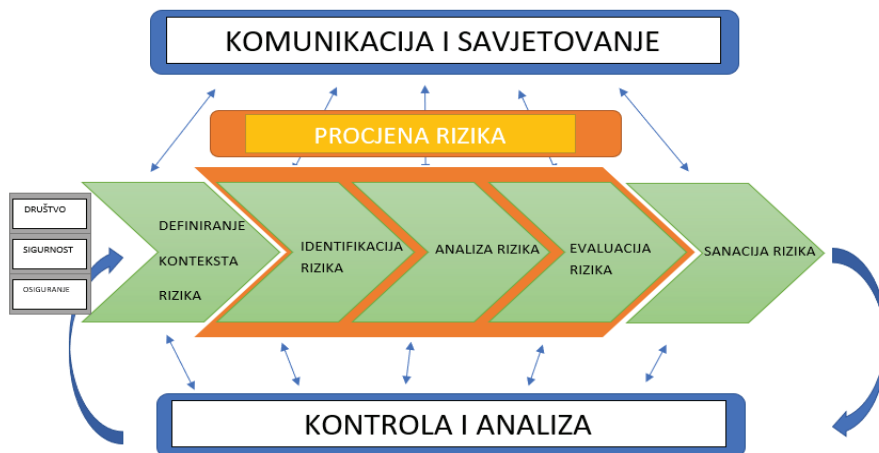 KOMUNIKACIJA I SAVJETOVANJE
PROCJENA RIZIKA
DRUŠTVO
SIGURNOST
OSIGURANJE
DEFINIRANJE
KONTEKSTA
RIZIKA
IDENTIFIKACIJA
RIZIKA
ANALIZA RIZIKA
EVALUACIJA
RIZIKA
SANACIJA RIZIKA
KONTROLA I ANALIZA